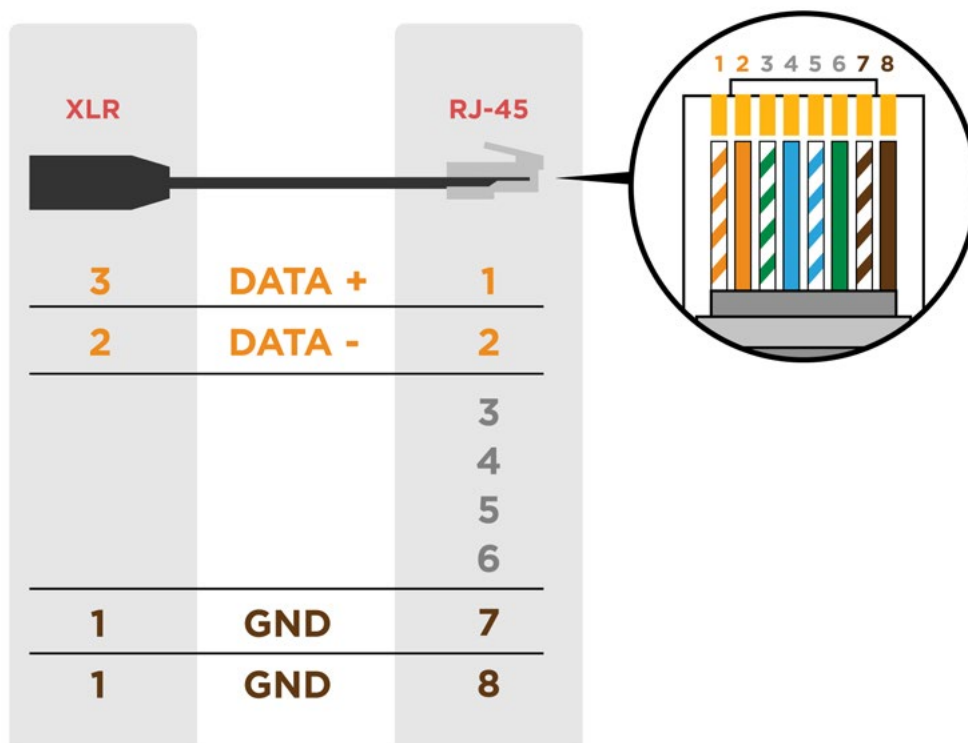 1 2 3 4 5 6 7 8
XLR RJ-45
3 DATA + 1
2 DATA - 2
3
4
5
6
1 GND 7
1 GND 8